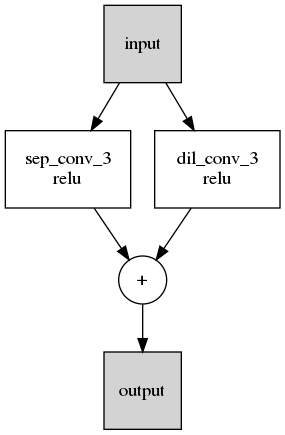 input
sep_conv_3
relu
dil_conv_3
relu
+
output